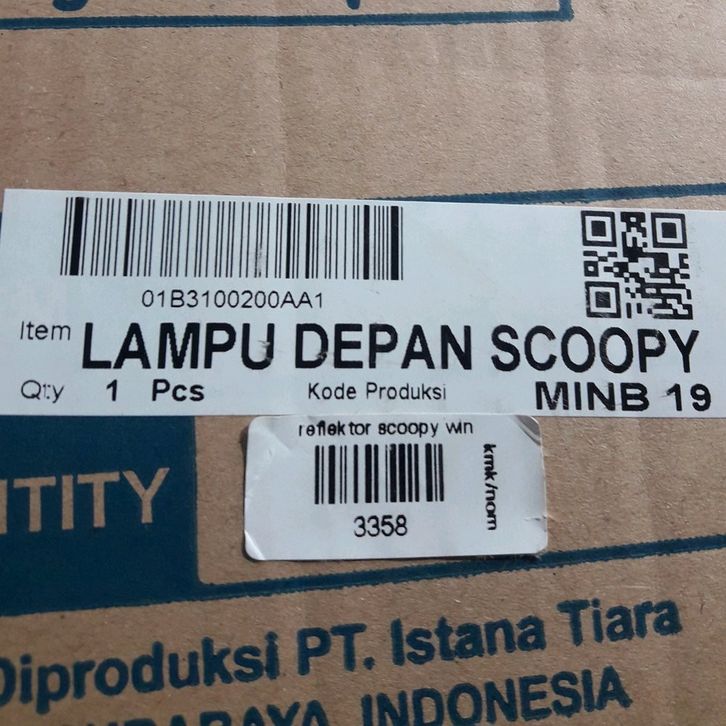 01B3100200AA1
Item LAMPU DEPAN SCOOPY
Qty 1 Pcs Kode Produksi MINB 19
reflektor scoopy win
kmk/nom
3358
TITY
Diproduksi PT. Istana Tiara
SURABAYA INDONESIA